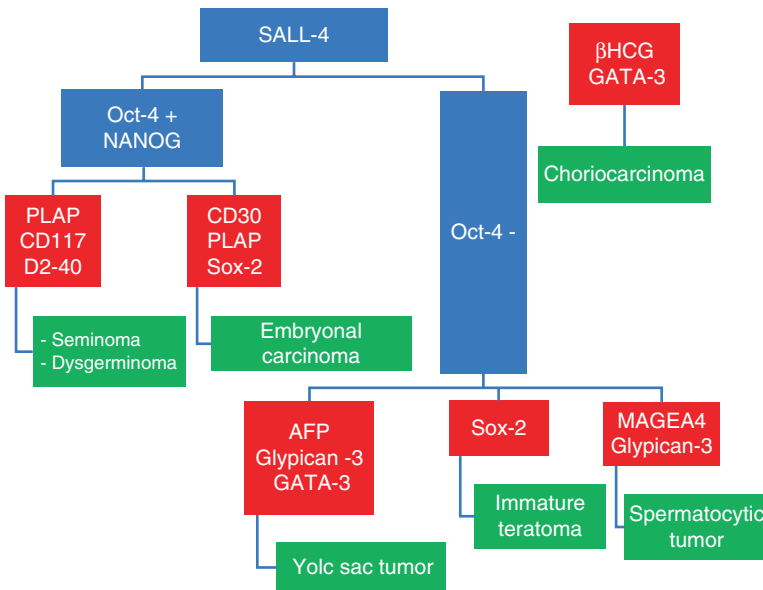 SALL-4
βHCG
GATA-3
Oct-4 +
NANOG
Choriocarcinoma
PLAP
CD117
D2-40
CD30
PLAP
Sox-2
Oct-4 -
- Seminoma
- Dysgerminoma
Embryonal
carcinoma
AFP
Glypican -3
GATA-3
Sox-2
MAGEA4
Glypican-3
Immature
teratoma
Spermatocytic
tumor
Yolc sac tumor